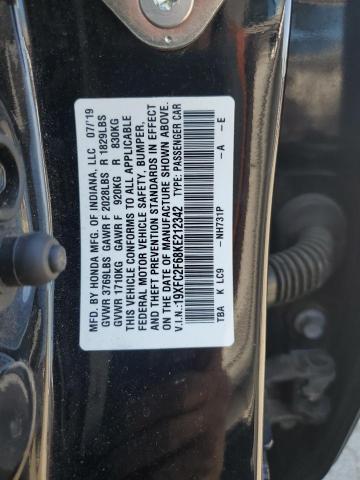 MFD. BY HONDA MFG. OF INDIANA. LLC 07/'19
GVWR 3769LBS GAWR F 2028LBS R 1829LBS
GVWR 1710KG GAWR F 920KG R 830KG
THIS VEHICLE CONFORMS TO ALL APPLICABLE
FEDERAL MOTOR VEHICLE SAFETY, BUMPER,
AND THEFT PREVENTION STANDARDS IN EFFECT
ON THE DATE OF MANUFACTURE SHOWN ABOVE.
V.I.N.:19XFC2F68KE212342 TYPE: PASSENGER CAR
TBA K LC9 -NH731P -A -E